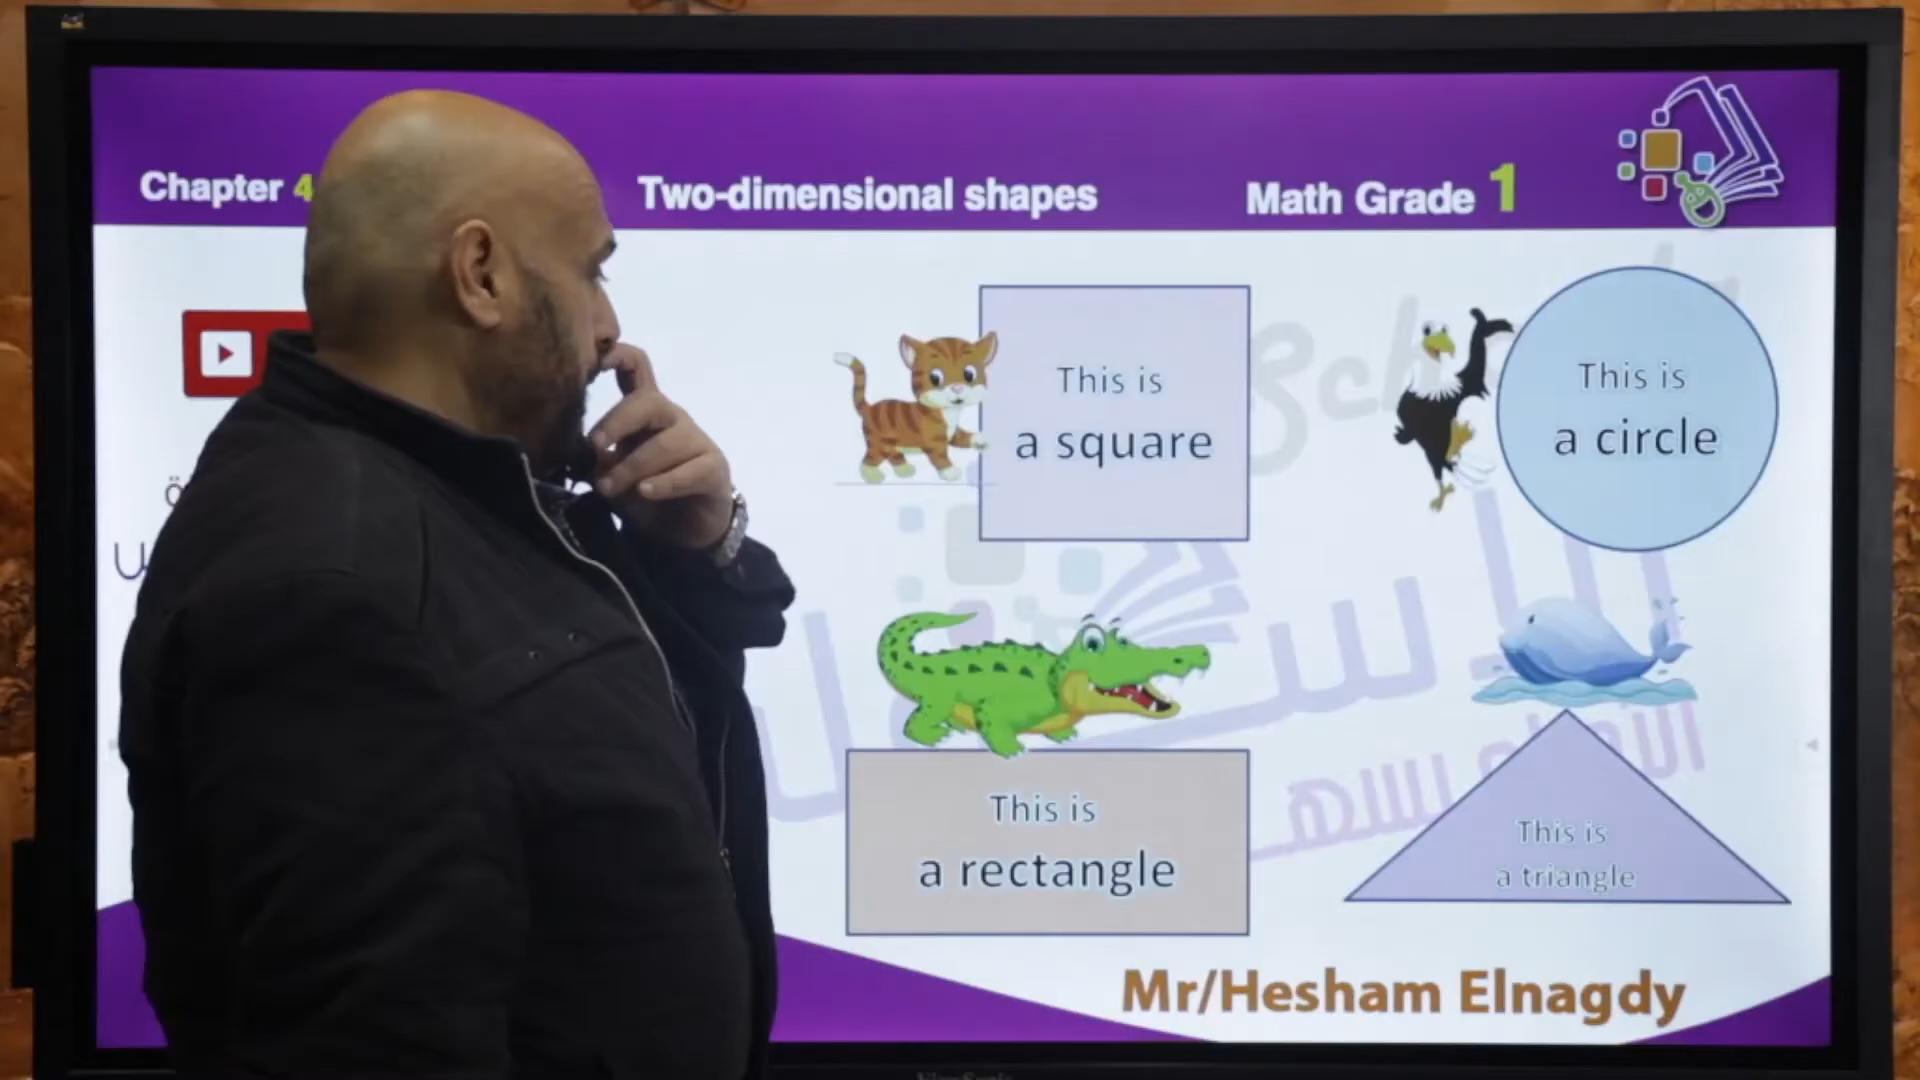 Chapter 4
Two-dimensional shapes
Math Grade 1
This is
a square
This is
a circle
This is
a rectangle
This is
a triangle
Mr/Hesham Elnagdy